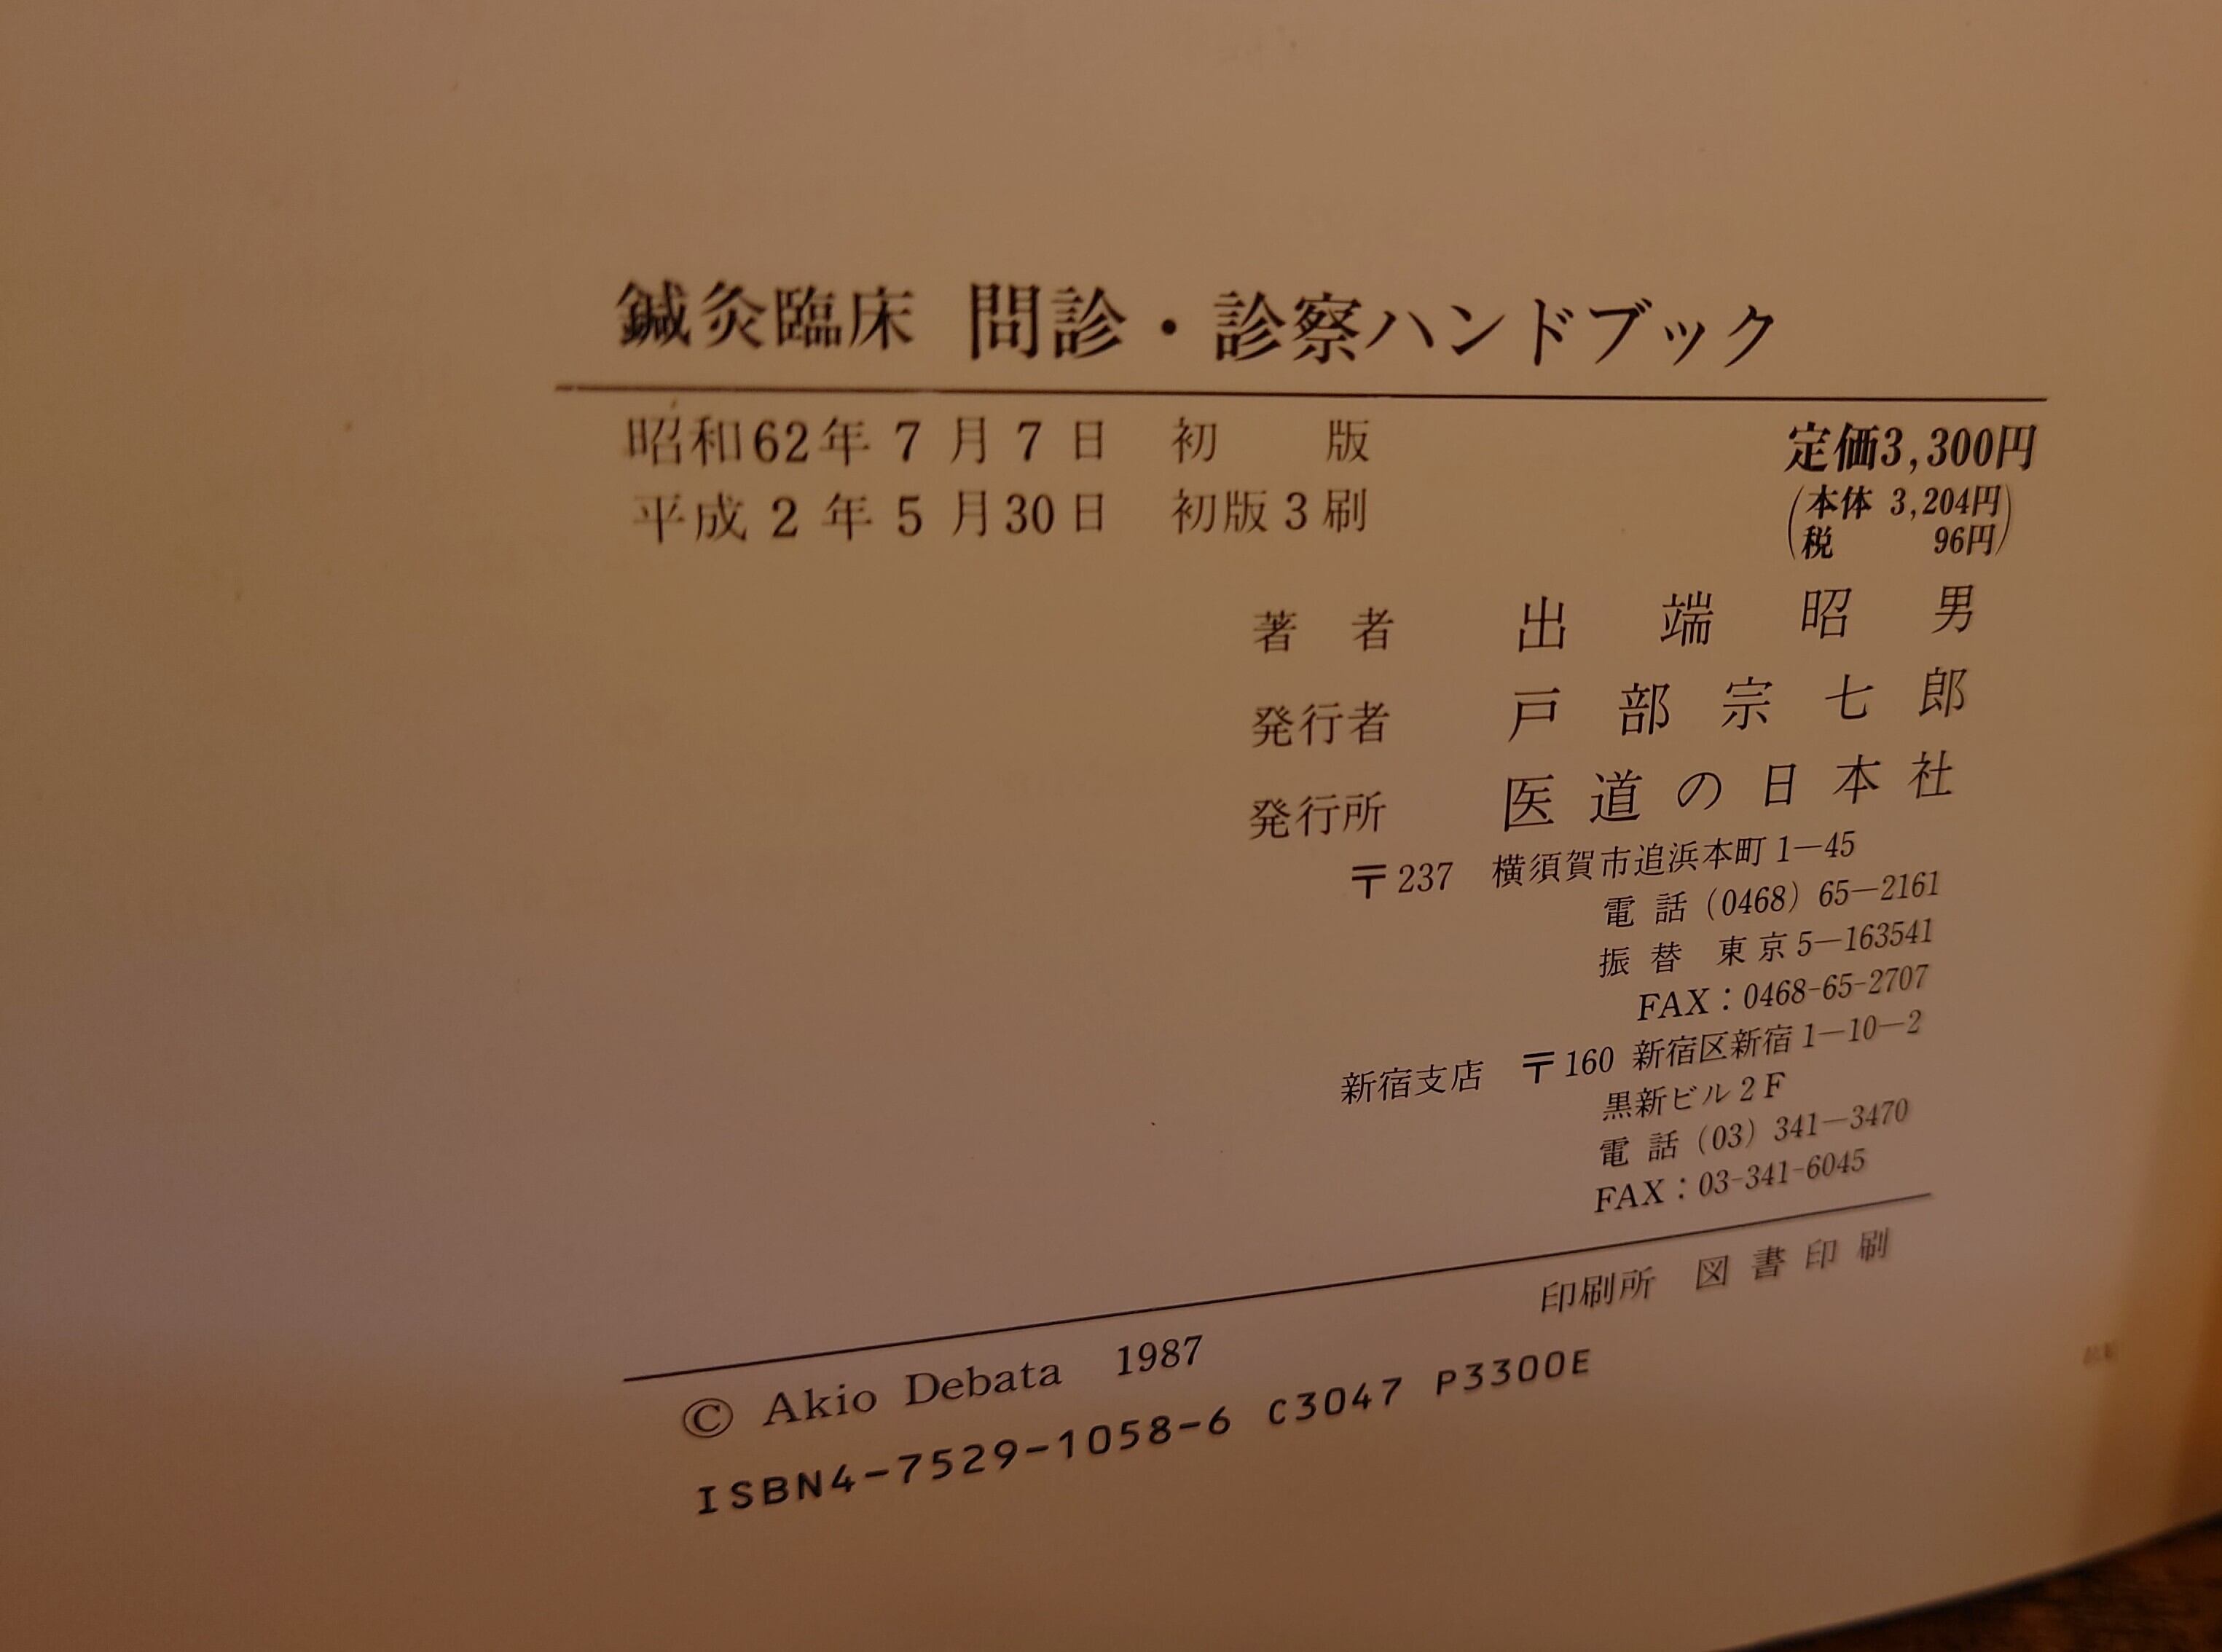 鍼灸臨床 問診・診察ハンドブック
昭和62年7月7日 初版
平成2年5月30日 初版3刷
定価3,300円
(本体 3,204円
税 96円)
著者 出端昭男
発行者 戸部宗七郎
発行所 医道の日本社
〒237 横須賀市追浜本町1―45
電話(0468)65―2161
振替 東京5―163541
FAX:0468-65-2707
新宿支店 〒160 新宿区新宿1―10―2
黒新ビル2F
電話(03)341―3470
FAX:03-341-6045
印刷所 図書印刷
© Akio Debata 1987
ISBN4-7529-1058-6 C3047 P3300E